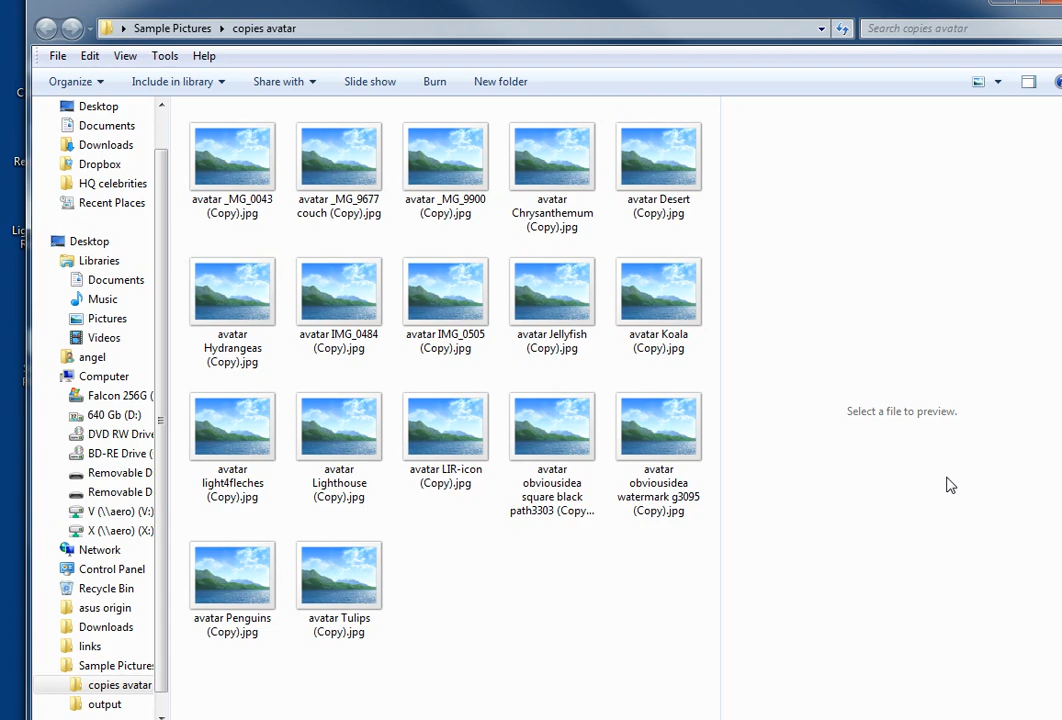 Sample Pictures
copies avatar
Search copies avatar
File
Edit
View
Tools
Help
Organize
Include in library
Share with
Slide show
Burn
New folder
Desktop
Documents
Downloads
Dropbox
HQ celebrities
Recent Places
Desktop
Libraries
Documents
Music
Pictures
Videos
angel
Computer
Falcon 256G (
640 Gb (D:)
DVD RW Drive
BD-RE Drive (
Removable D
Removable D
V (\\aero) (V:)
X (\\aero) (X:)
Network
Control Panel
Recycle Bin
asus origin
Downloads
links
Sample Pictures
copies avatar
output
avatar _MG_0043
(Copy).jpg
avatar _MG_9677
couch (Copy).jpg
avatar _MG_9900
(Copy).jpg
avatar
Chrysanthemum
(Copy).jpg
avatar Desert
(Copy).jpg
avatar
Hydrangeas
(Copy).jpg
avatar IMG_0484
(Copy).jpg
avatar IMG_0505
(Copy).jpg
avatar Jellyfish
(Copy).jpg
avatar Koala
(Copy).jpg
avatar
light4fleches
(Copy).jpg
avatar
Lighthouse
(Copy).jpg
avatar LIR-icon
(Copy).jpg
avatar
obviousidea
square black
path3303 (Copy...
avatar
obviousidea
watermark g3095
(Copy).jpg
avatar Penguins
(Copy).jpg
avatar Tulips
(Copy).jpg
Select a file to preview.